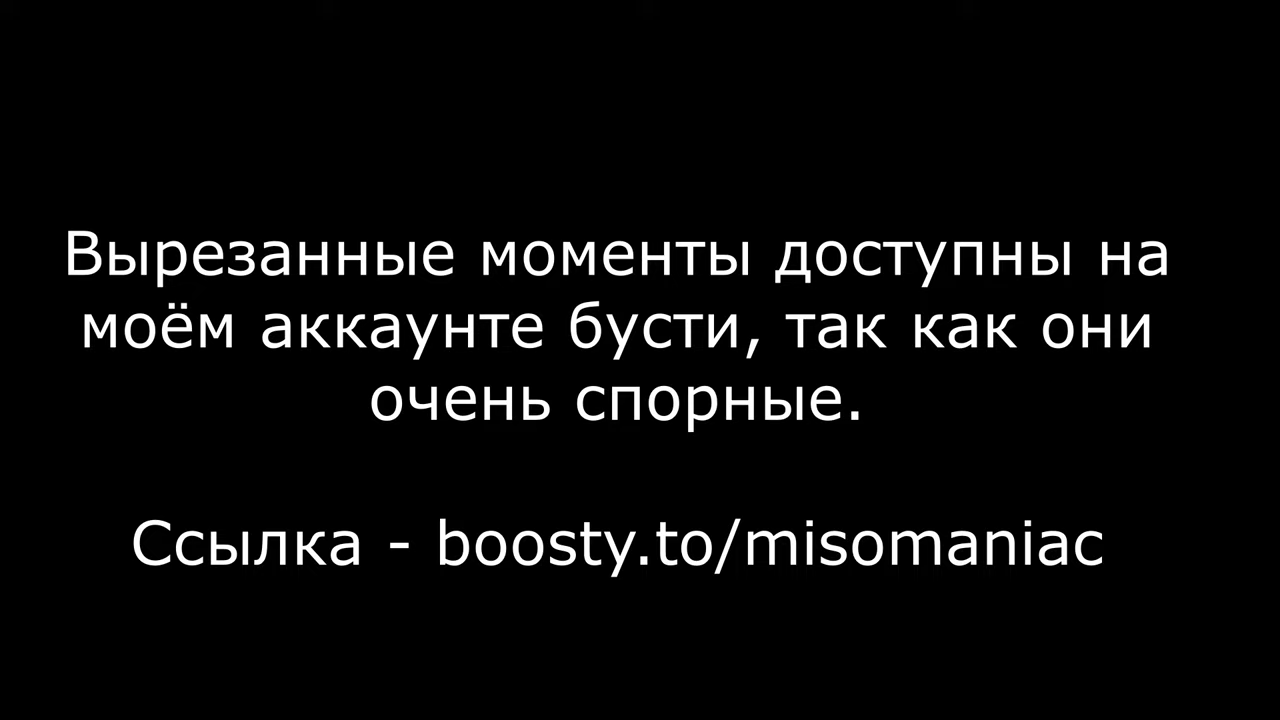 Вырезанные моменты доступны на
моём аккаунте бусти, так как они
очень спорные.
Ссылка - boosty.to/misomaniac